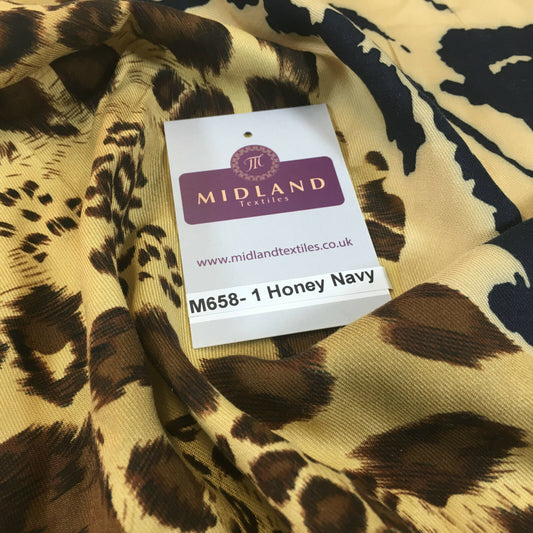 MIDLAND
Textiles
www.midlandtextiles.co.uk
M658- 1 Honey Navy